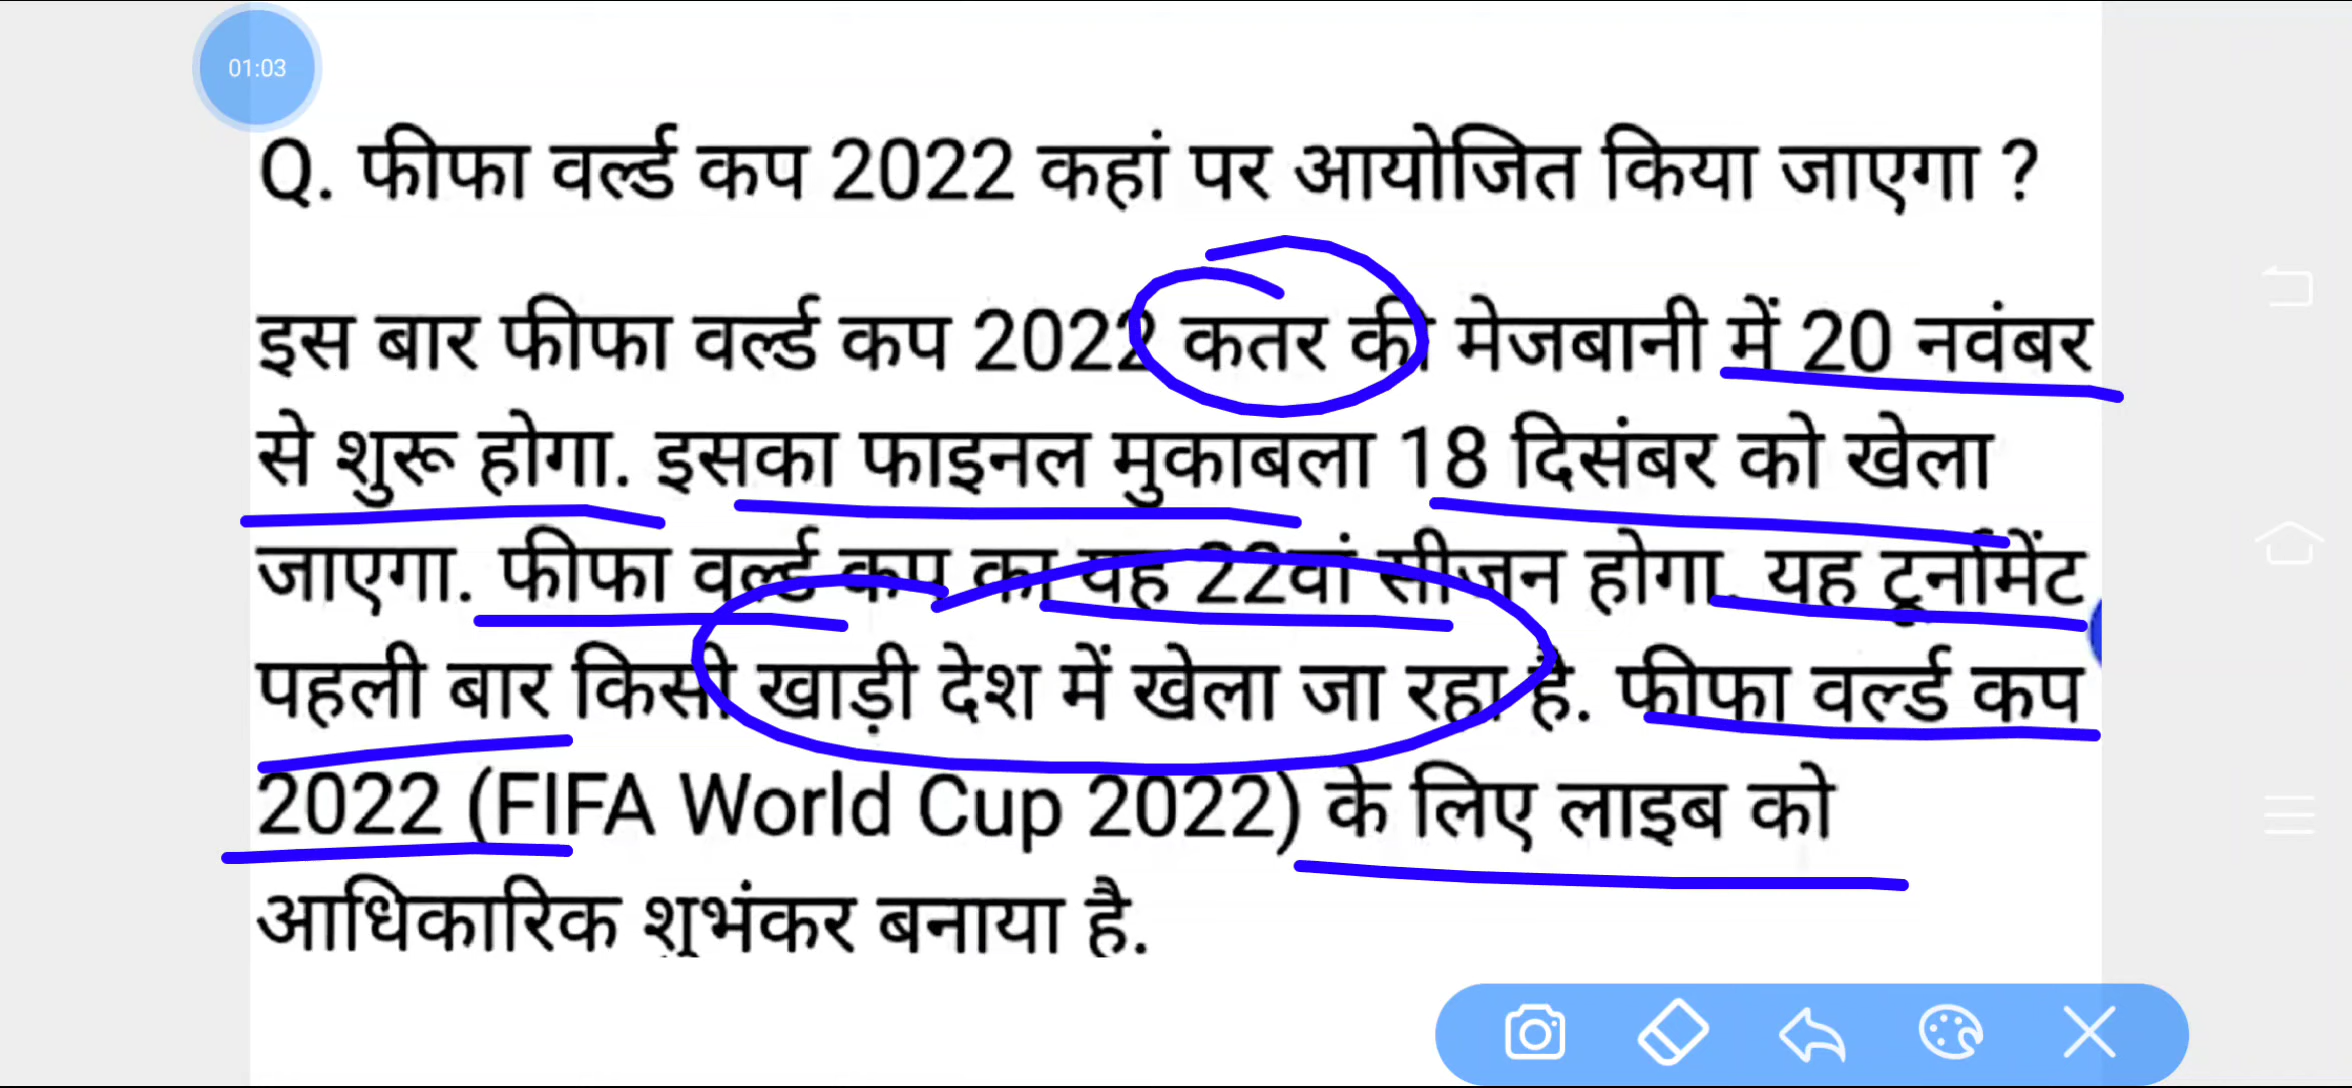 01:03
Q. फीफा वर्ल्ड कप 2022 कहां पर आयोजित किया जाएगा ?
इस बार फीफा वर्ल्ड कप 2022 कतर की मेजबानी में 20 नवंबर
से शुरू होगा. इसका फाइनल मुकाबला 18 दिसंबर को खेला
जाएगा. फीफा वर्ल्ड कप का यह 22वां सीजन होगा. यह टूर्नामेंट
पहली बार किसी खाड़ी देश में खेला जा रहा है. फीफा वर्ल्ड कप
2022 (FIFA World Cup 2022) के लिए लाइब को
आधिकारिक शुभंकर बनाया है.